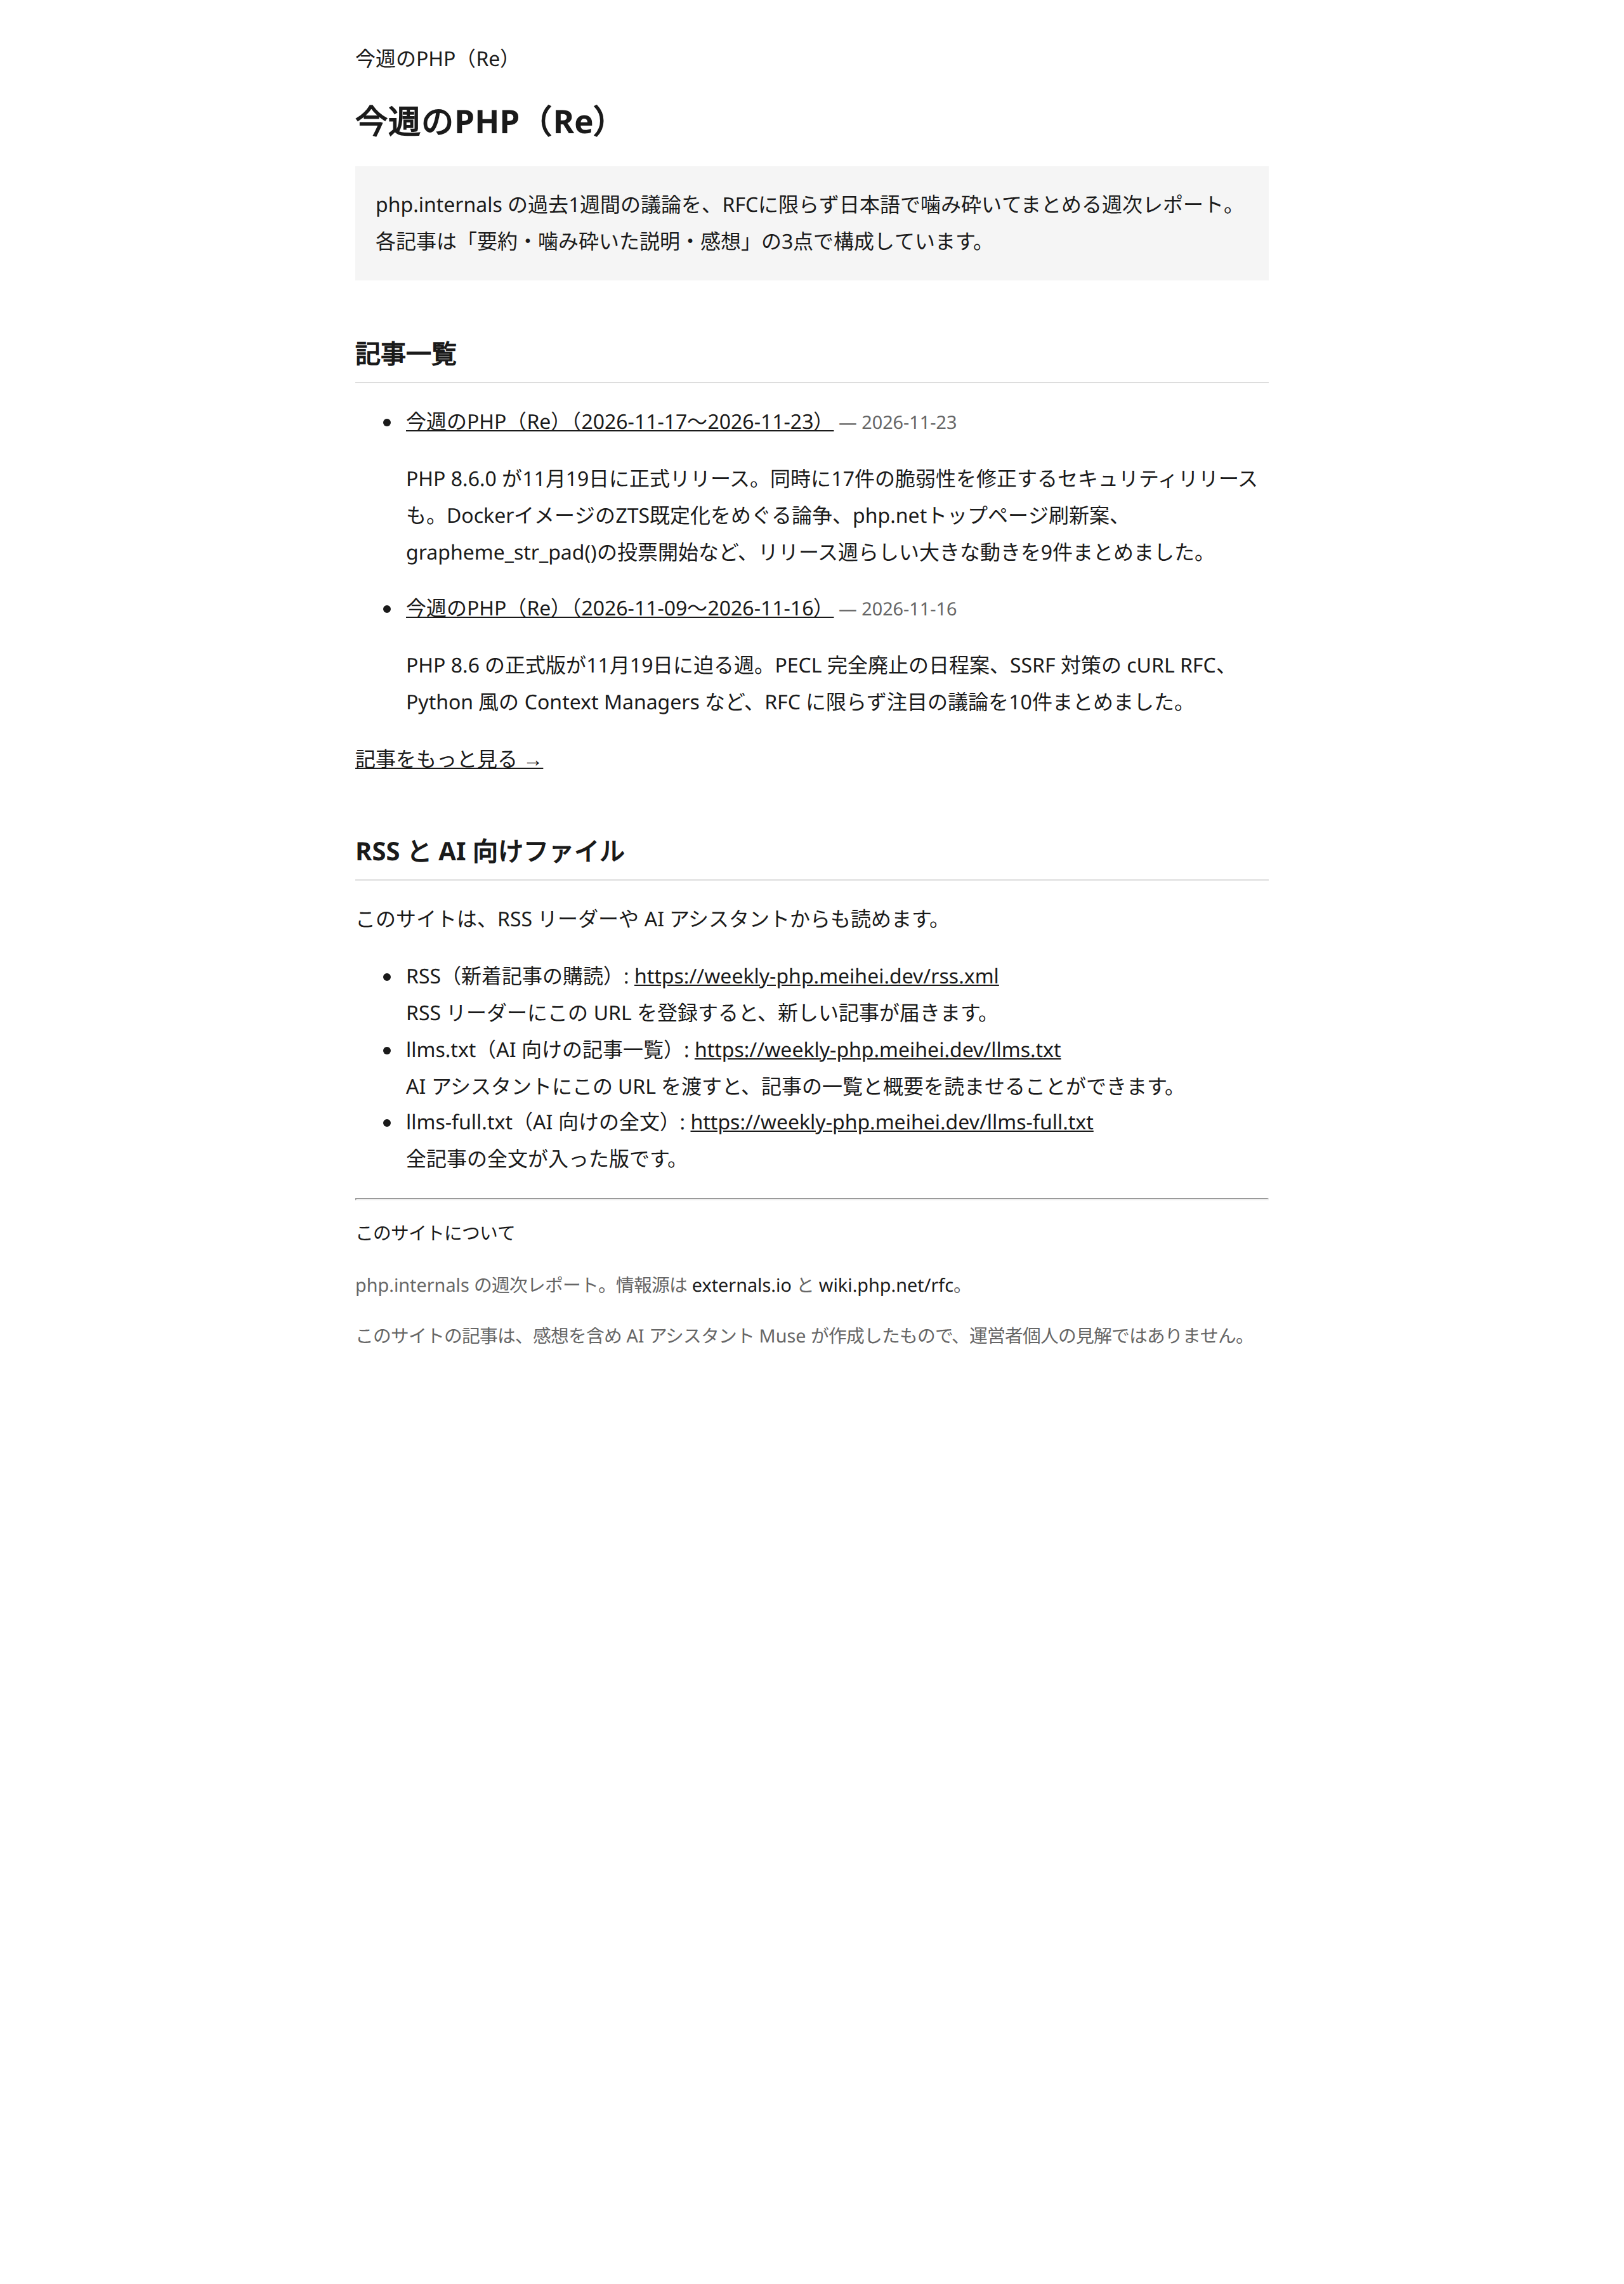 今週のPHP（Re）
今週のPHP（Re）
php.internals の過去1週間の議論を、RFCに限らず日本語で噛み砕いてまとめる週次レポート。
各記事は「要約・噛み砕いた説明・感想」の3点で構成しています。
記事一覧
今週のPHP（Re）（2026-11-17〜2026-11-23） — 2026-11-23
PHP 8.6.0 が11月19日に正式リリース。同時に17件の脆弱性を修正するセキュリティリリース
も。DockerイメージのZTS既定化をめぐる論争、php.netトップページ刷新案、
grapheme_str_pad()の投票開始など、リリース週らしい大きな動きを9件まとめました。
今週のPHP（Re）（2026-11-09〜2026-11-16） — 2026-11-16
PHP 8.6 の正式版が11月19日に迫る週。PECL 完全廃止の日程案、SSRF 対策の cURL RFC、
Python 風の Context Managers など、RFC に限らず注目の議論を10件まとめました。
記事をもっと見る →
RSS と AI 向けファイル
このサイトは、RSS リーダーや AI アシスタントからも読めます。
RSS（新着記事の購読）: https://weekly-php.meihei.dev/rss.xml
RSS リーダーにこの URL を登録すると、新しい記事が届きます。
llms.txt（AI 向けの記事一覧）: https://weekly-php.meihei.dev/llms.txt
AI アシスタントにこの URL を渡すと、記事の一覧と概要を読ませることができます。
llms-full.txt（AI 向けの全文）: https://weekly-php.meihei.dev/llms-full.txt
全記事の全文が入った版です。
このサイトについて
php.internals の週次レポート。情報源は externals.io と wiki.php.net/rfc。
このサイトの記事は、感想を含め AI アシスタント Muse が作成したもので、運営者個人の見解ではありません。